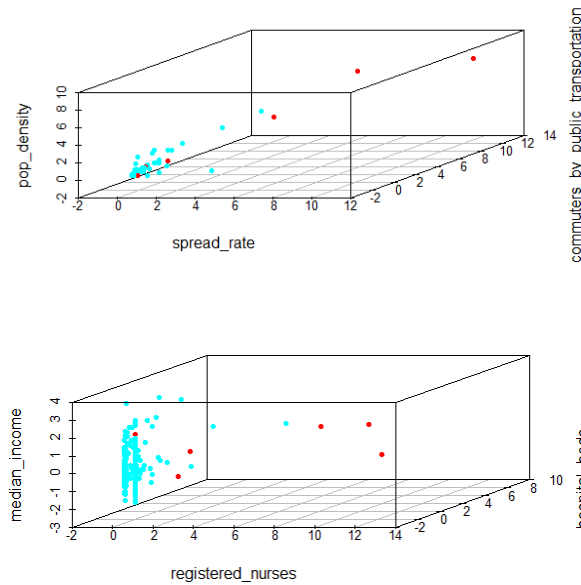 pop_density
-2 0 2 4 6 8 10
-2 0 2 4 6 8 10 12
spread_rate
-2 0 2 4 6 8 10 12 14
commuters by public transportation
median_income
-3 -2 -1 0 1 2 3 4
-2 0 2 4 6 8 10 12 14
registered_nurses
-2 0 2 4 6 8 10